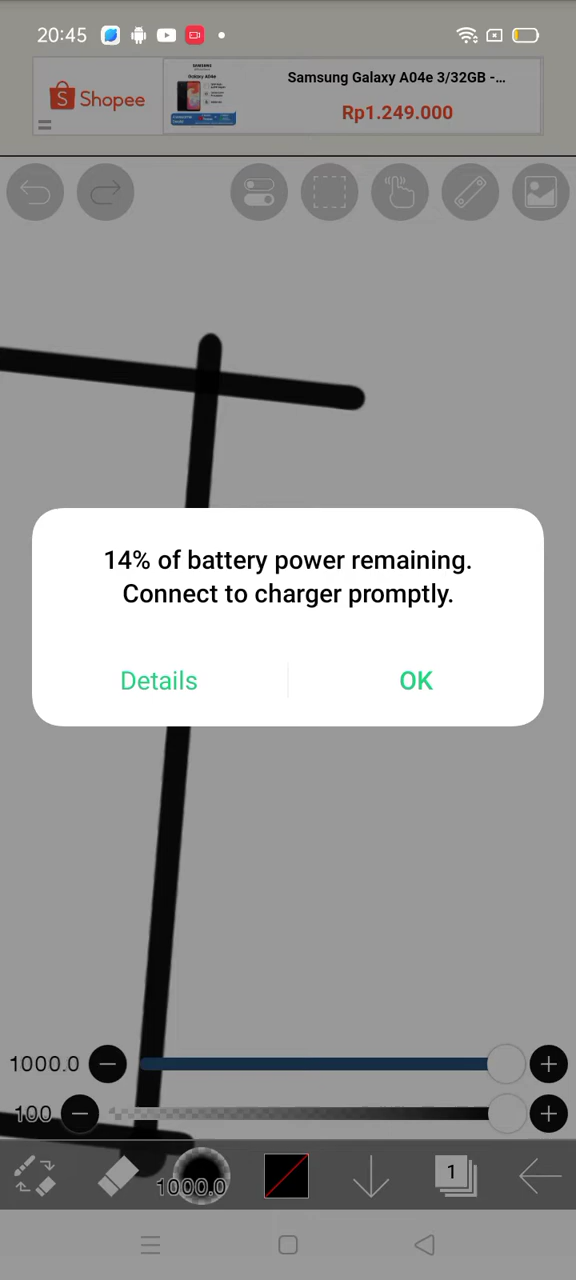 20:45
Shopee
Samsung Galaxy A04e 3/32GB -...
Rp1.249.000
14% of battery power remaining.
Connect to charger promptly.
Details
OK
1000.0
100
1000.0
1